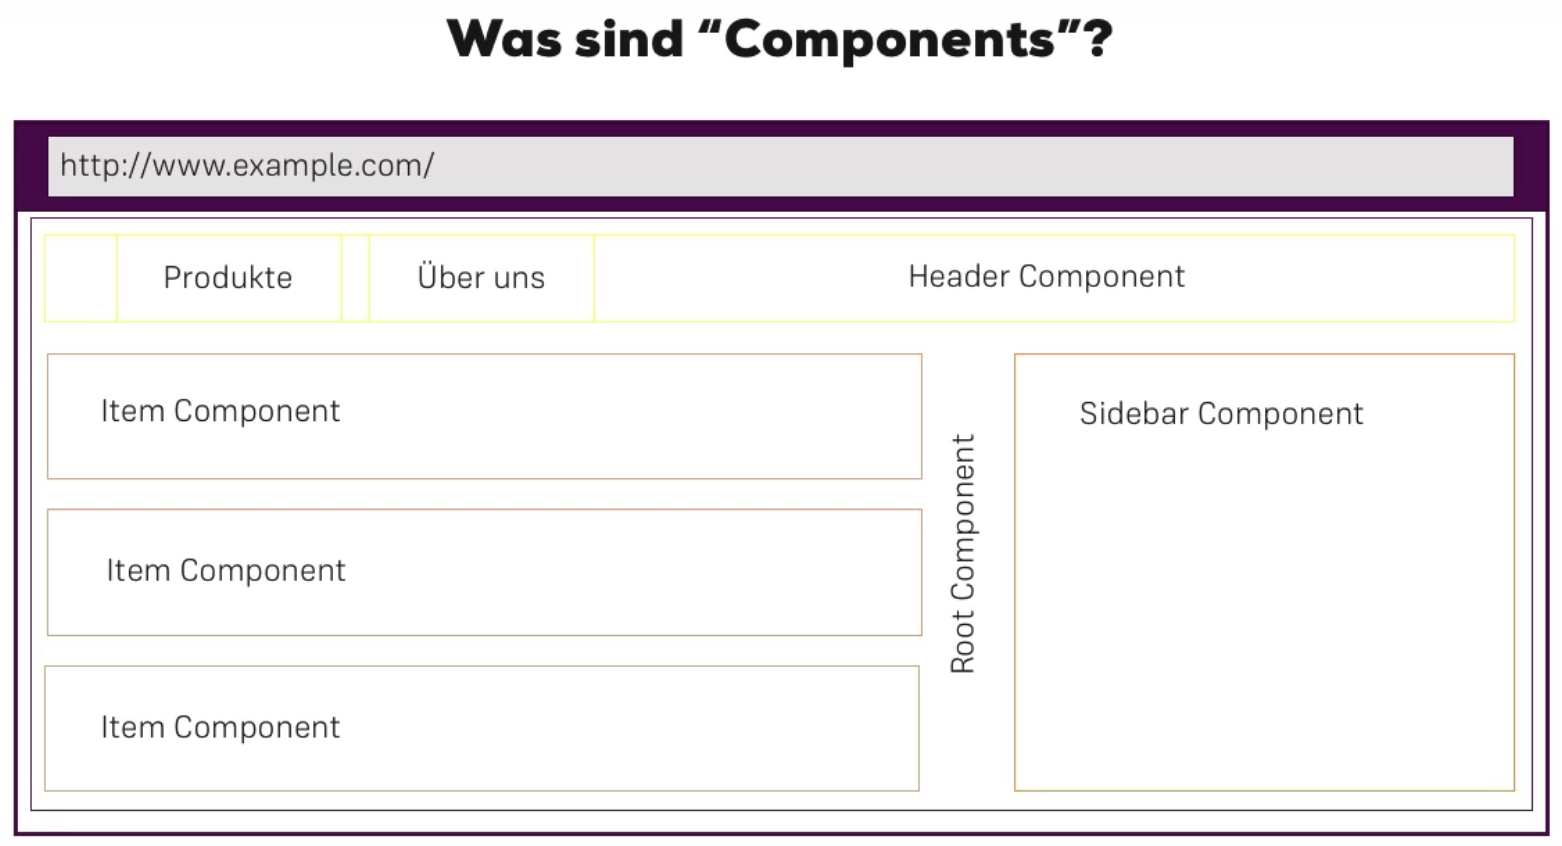 Was sind “Components”?
http://www.example.com/
Produkte
Über uns
Header Component
Item Component
Item Component
Item Component
Root Component
Sidebar Component